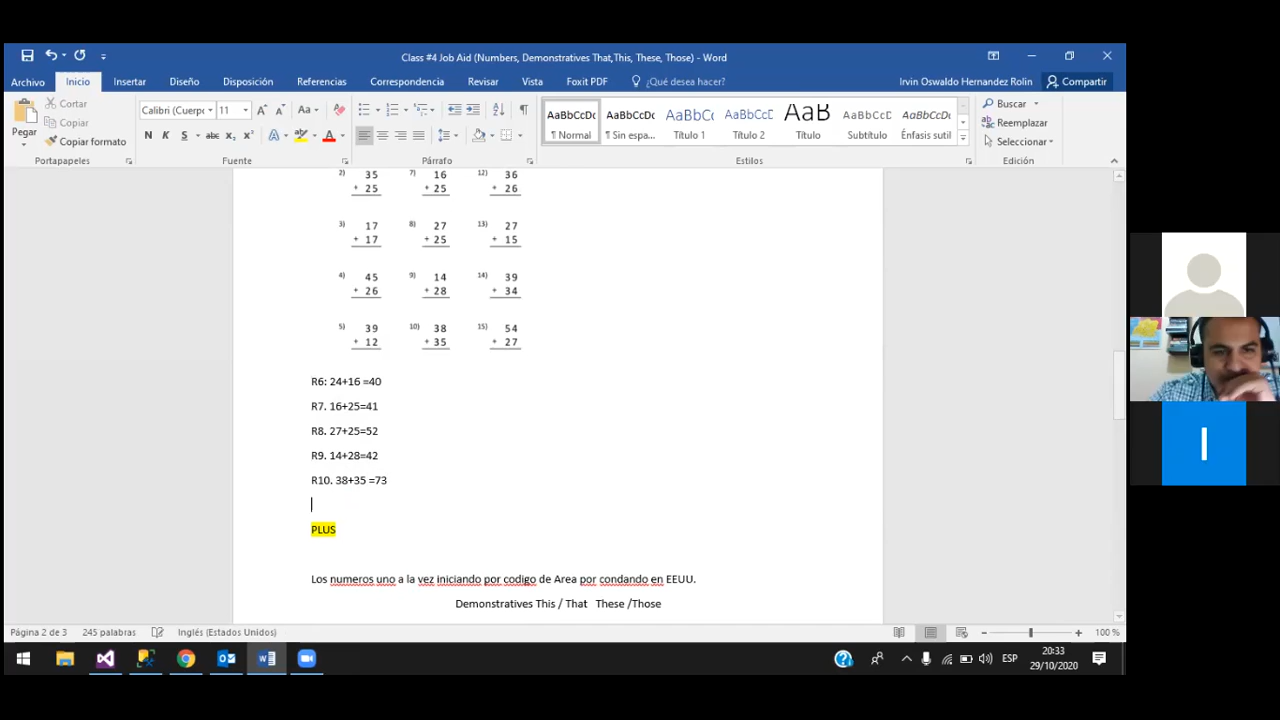 Class #4 Job Aid (Numbers, Demonstratives That,This, These, Those) - Word
Archivo Inicio Insertar Diseño Disposición Referencias Correspondencia Revisar Vista Foxit PDF ¿Qué desea hacer? Irvin Oswaldo Hernandez Rolin Compartir
Pegar
Cortar
Copiar
Copiar formato
Portapapeles
Calibri (Cuerpo 11
Aa
N K S abc x₂ x² A A
Fuente
Párrafo
AaBbCcDc AaBbCcDc AaBbCcI AaBbCcD AaB AaBbCcDc AaBbCcDc
¶ Normal ¶ Sin espa... Título 1 Título 2 Título Subtítulo Énfasis sutil
Estilos
Buscar
Reemplazar
Seleccionar
Edición
2) 35 7) 16 12) 36
+ 25 + 25 + 26
3) 17 8) 27 13) 27
+ 17 + 25 + 15
4) 45 9) 14 14) 39
+ 26 + 28 + 34
5) 39 10) 38 15) 54
+ 12 + 35 + 27
R6: 24+16 =40
R7. 16+25=41
R8. 27+25=52
R9. 14+28=42
R10. 38+35 =73
PLUS
Los numeros uno a la vez iniciando por codigo de Area por condando en EEUU.
Demonstratives This / That These /Those
Página 2 de 3 245 palabras Inglés (Estados Unidos) 100 %
ESP
20:33
29/10/2020
I